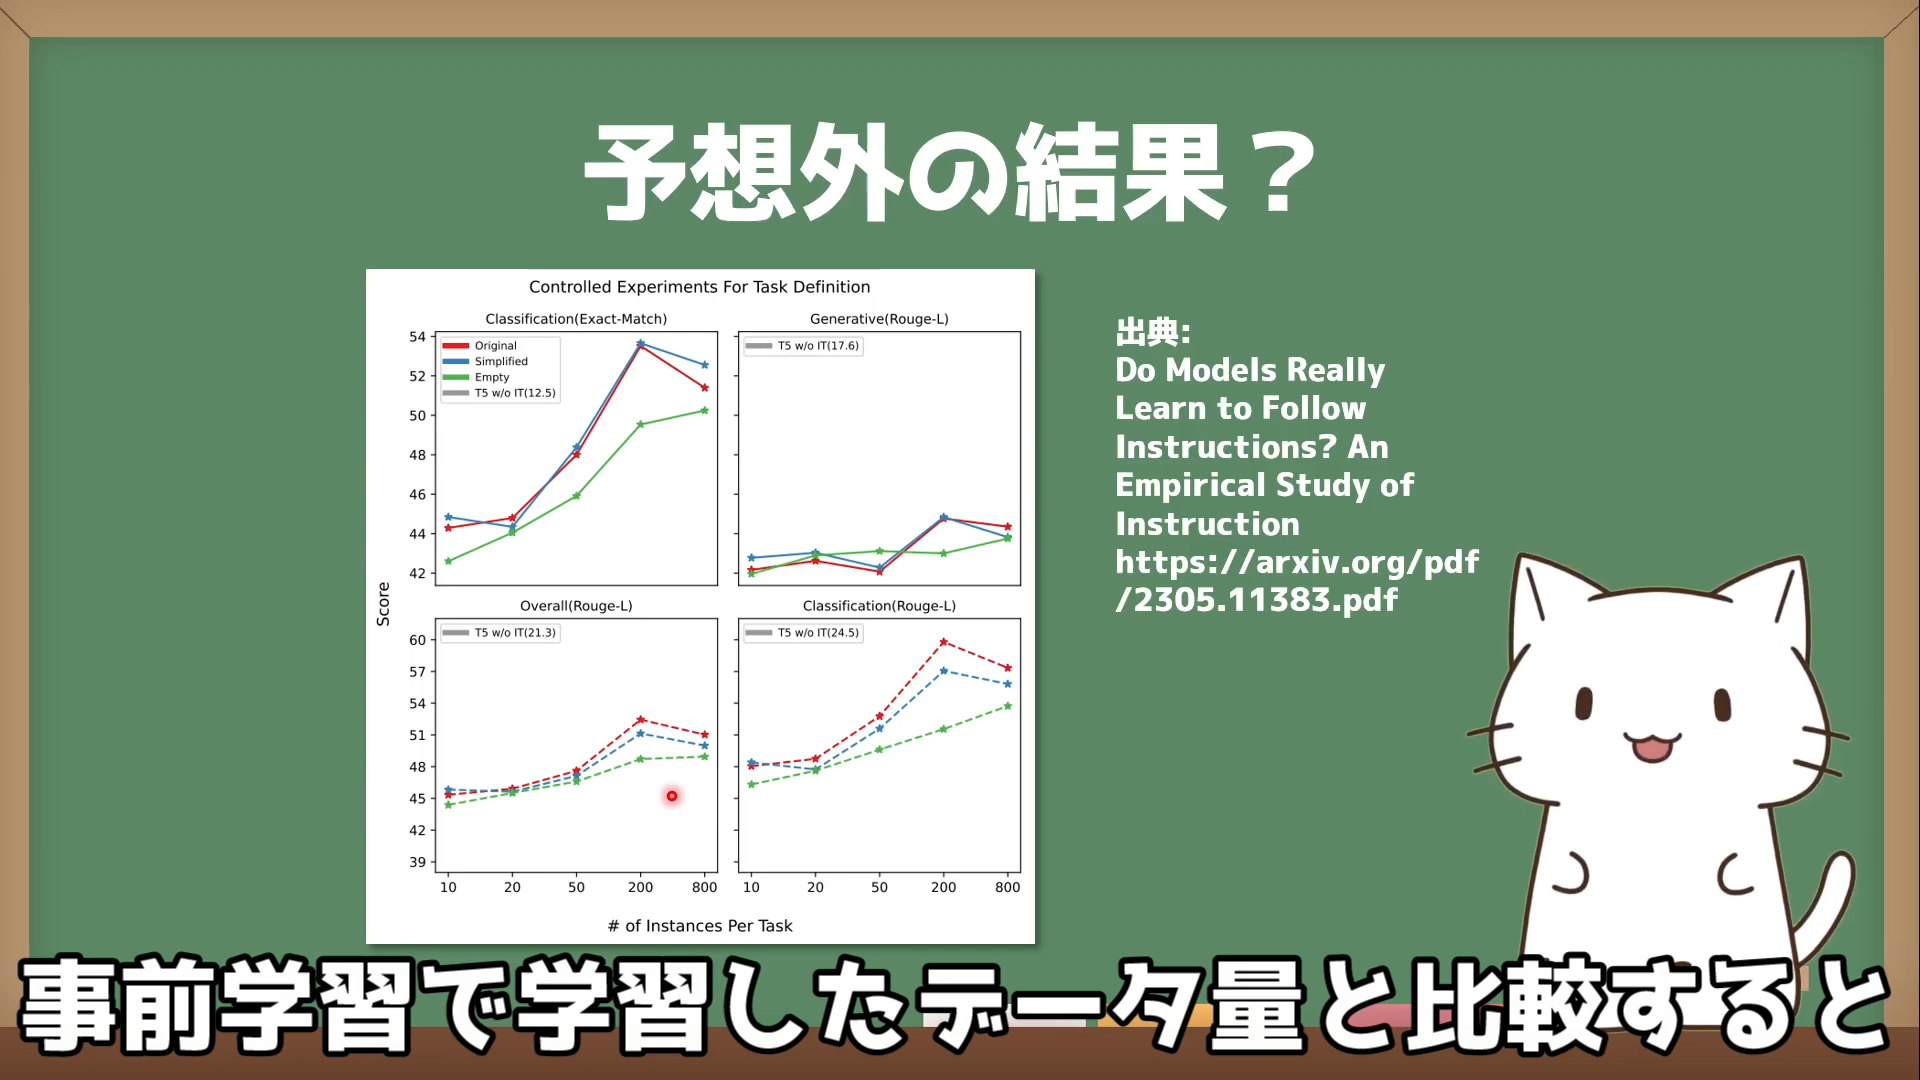 予想外の結果？
Controlled Experiments For Task Definition
Classification(Exact-Match)
54
52
50
48
46
44
42
Original
Simplified
Empty
T5 w/o IT(12.5)
Generative(Rouge-L)
T5 w/o IT(17.6)
Score
Overall(Rouge-L)
60
57
54
51
48
45
42
39
T5 w/o IT(21.3)
10 20 50 200 800
Classification(Rouge-L)
T5 w/o IT(24.5)
10 20 50 200 800
# of Instances Per Task
出典:
Do Models Really
Learn to Follow
Instructions? An
Empirical Study of
Instruction
https://arxiv.org/pdf
/2305.11383.pdf
事前学習で学習したデータ量と比較すると